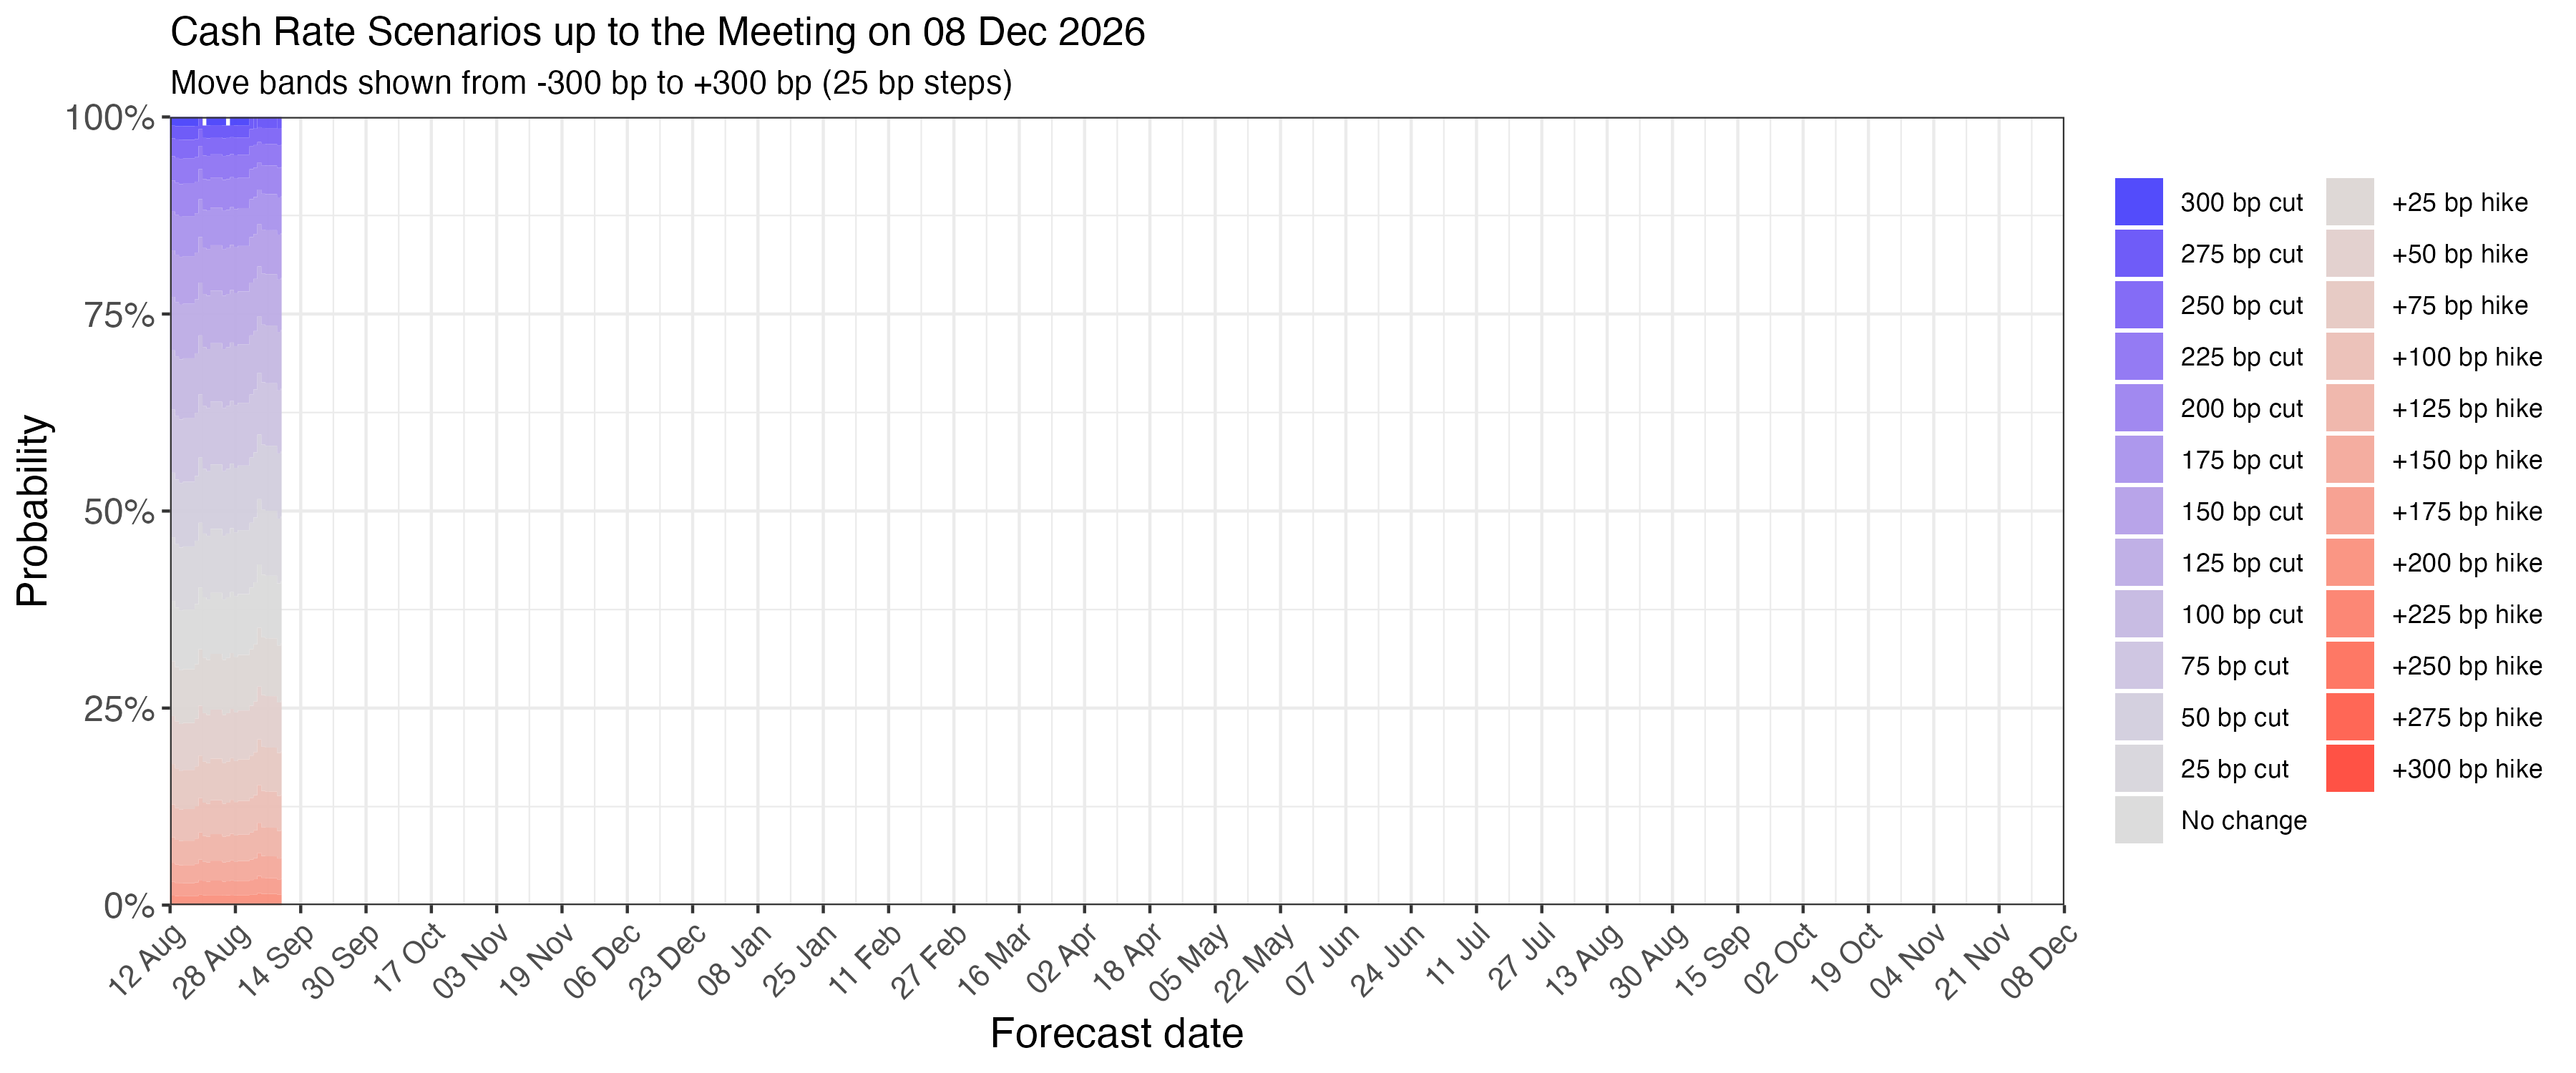 Cash Rate Scenarios up to the Meeting on 08 Dec 2026
Move bands shown from -300 bp to +300 bp (25 bp steps)
Probability
100%
75%
50%
25%
0%
12 Aug
28 Aug
14 Sep
30 Sep
17 Oct
03 Nov
19 Nov
06 Dec
23 Dec
08 Jan
25 Jan
11 Feb
27 Feb
16 Mar
02 Apr
18 Apr
05 May
22 May
07 Jun
24 Jun
11 Jul
27 Jul
13 Aug
30 Aug
15 Sep
02 Oct
19 Oct
04 Nov
21 Nov
08 Dec
Forecast date
300 bp cut
275 bp cut
250 bp cut
225 bp cut
200 bp cut
175 bp cut
150 bp cut
125 bp cut
100 bp cut
75 bp cut
50 bp cut
25 bp cut
No change
+25 bp hike
+50 bp hike
+75 bp hike
+100 bp hike
+125 bp hike
+150 bp hike
+175 bp hike
+200 bp hike
+225 bp hike
+250 bp hike
+275 bp hike
+300 bp hike